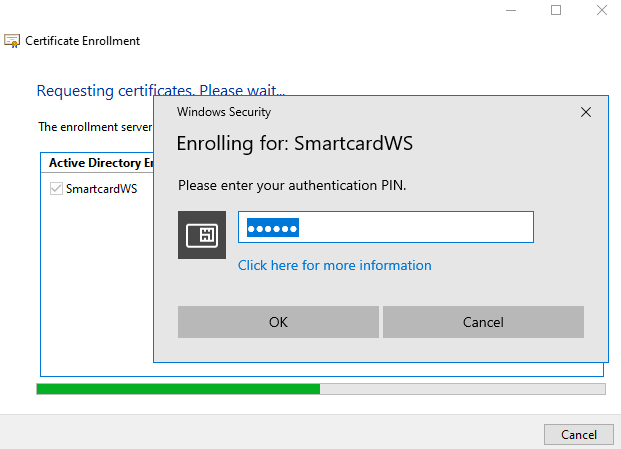 Certificate Enrollment
Requesting certificates. Please wait...
The enrollment server
Active Directory
SmartcardWS
Windows Security
Enrolling for: SmartcardWS
Please enter your authentication PIN.
●●●●●●
Click here for more information
OK
Cancel
Cancel